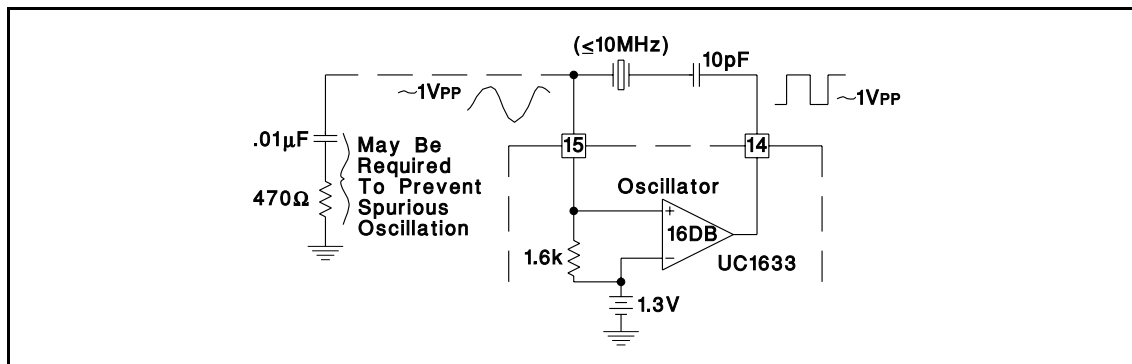 (≤10MHz)
10pF
~1VPP
~1VPP
.01µF
May Be
Required
To Prevent
Spurious
Oscillation
470Ω
15
14
Oscillator
+
16DB
−
1.6k
UC1633
1.3V